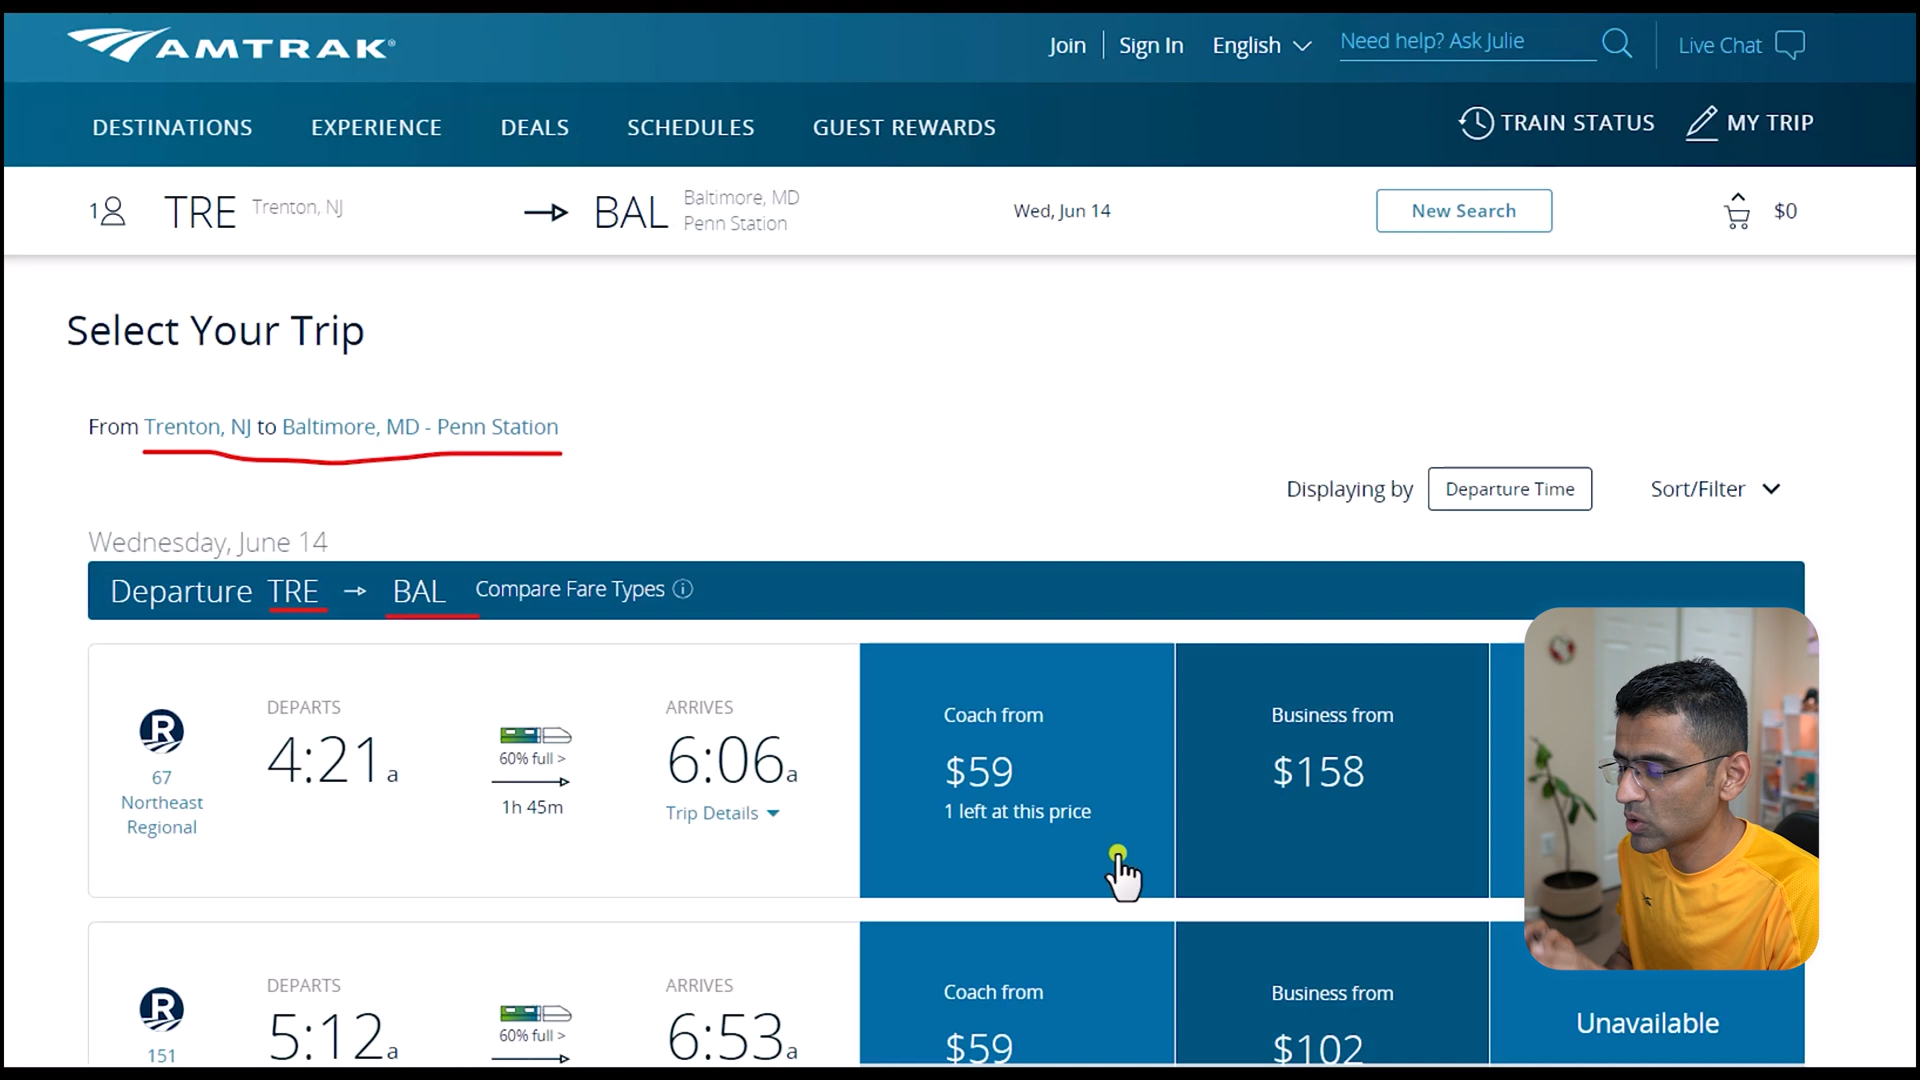 AMTRAK®
Join Sign In English Need help? Ask Julie Live Chat
DESTINATIONS EXPERIENCE DEALS SCHEDULES GUEST REWARDS TRAIN STATUS MY TRIP
1 TRE Trenton, NJ → BAL Baltimore, MD Penn Station Wed, Jun 14 New Search $0
Select Your Trip
From Trenton, NJ to Baltimore, MD - Penn Station
Displaying by Departure Time Sort/Filter
Wednesday, June 14
Departure TRE → BAL Compare Fare Types
R
67
Northeast
Regional
DEPARTS
4:21a
60% full >
1h 45m
ARRIVES
6:06a
Trip Details
Coach from
$59
1 left at this price
Business from
$158
R
151
DEPARTS
5:12a
60% full >
ARRIVES
6:53a
Coach from
$59
Business from
$102
Unavailable